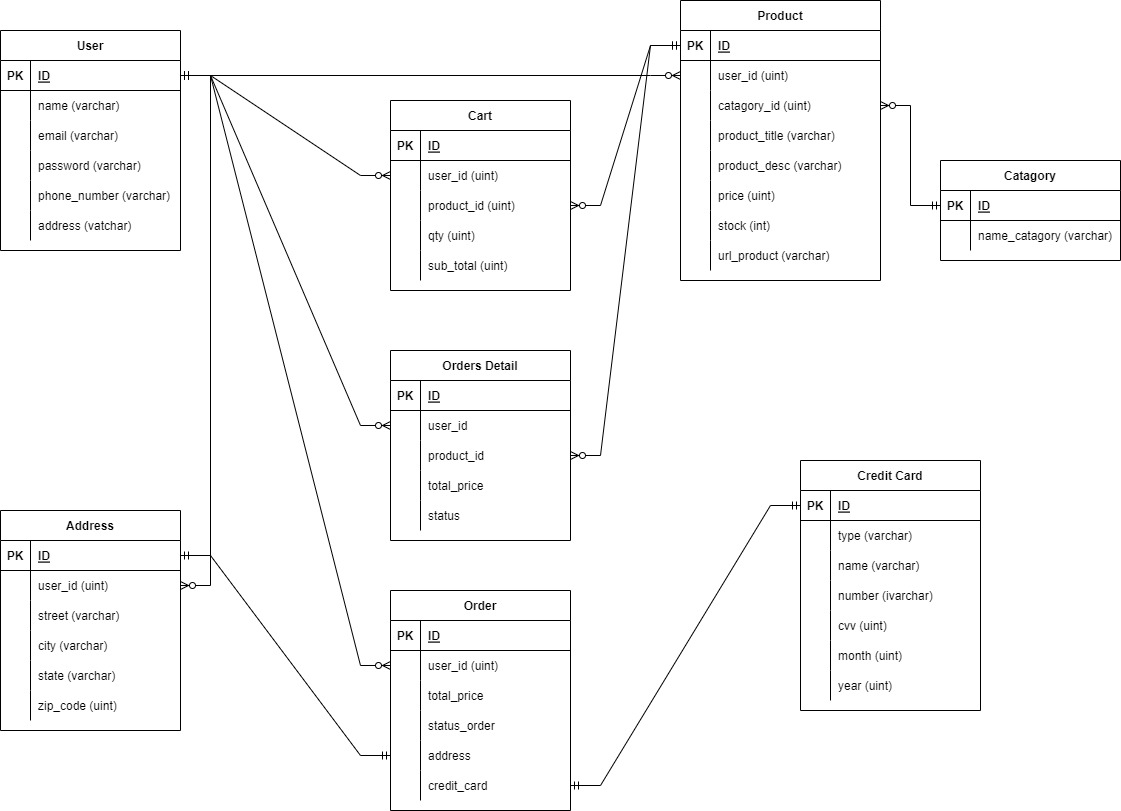 User
PK ID
name (varchar)
email (varchar)
password (varchar)
phone_number (varchar)
address (vatchar)
Cart
PK ID
user_id (uint)
product_id (uint)
qty (uint)
sub_total (uint)
Product
PK ID
user_id (uint)
catagory_id (uint)
product_title (varchar)
product_desc (varchar)
price (uint)
stock (int)
url_product (varchar)
Catagory
PK ID
name_catagory (varchar)
Orders Detail
PK ID
user_id
product_id
total_price
status
Address
PK ID
user_id (uint)
street (varchar)
city (varchar)
state (varchar)
zip_code (uint)
Order
PK ID
user_id (uint)
total_price
status_order
address
credit_card
Credit Card
PK ID
type (varchar)
name (varchar)
number (ivarchar)
cvv (uint)
month (uint)
year (uint)